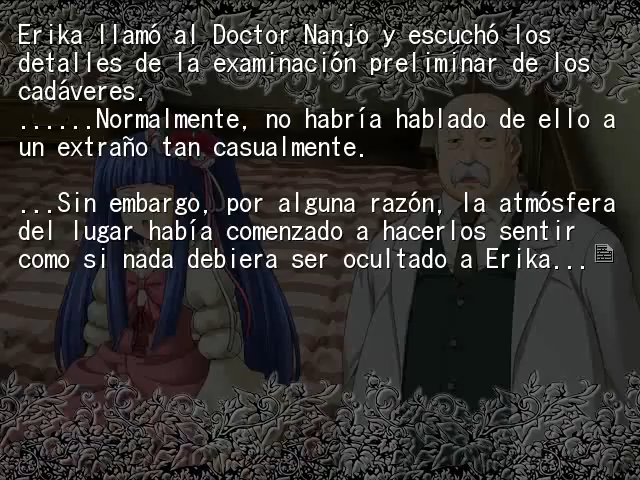 Erika llamó al Doctor Nanjo y escuchó los
detalles de la examinación preliminar de los
cadáveres.
......Normalmente, no habría hablado de ello a
un extraño tan casualmente.
...Sin embargo, por alguna razón, la atmósfera
del lugar había comenzado a hacerlos sentir
como si nada debiera ser ocultado a Erika...